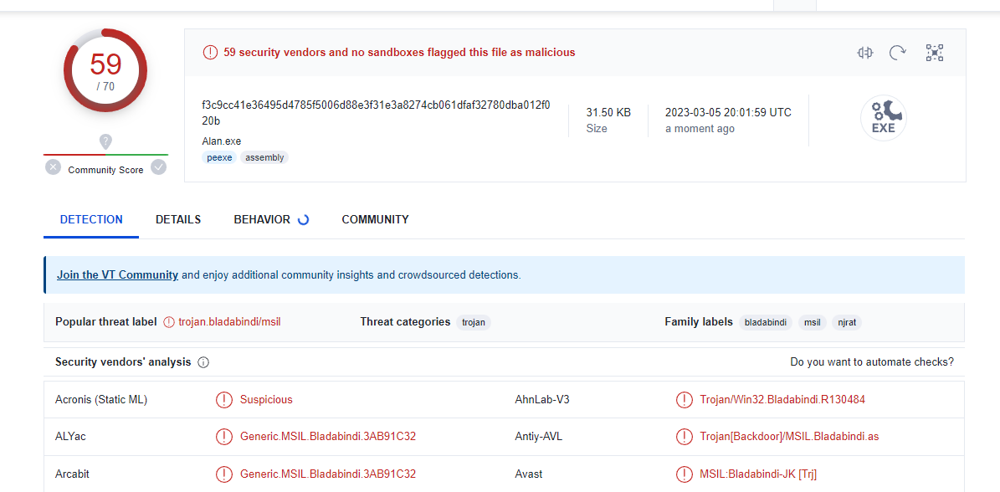 59
/ 70
Community Score
59 security vendors and no sandboxes flagged this file as malicious
f3c9cc41e36495d4785f5006d88e3f31e3a8274cb061dfaf32780dba012f0
20b
Alan.exe
peexe assembly
31.50 KB
Size
2023-03-05 20:01:59 UTC
a moment ago
EXE
DETECTION DETAILS BEHAVIOR COMMUNITY
Join the VT Community and enjoy additional community insights and crowdsourced detections.
Popular threat label trojan.bladabindi/msil Threat categories trojan Family labels bladabindi msil njrat
Security vendors' analysis Do you want to automate checks?
Acronis (Static ML) Suspicious AhnLab-V3 Trojan/Win32.Bladabindi.R130484
ALYac Generic.MSIL.Bladabindi.3AB91C32 Antiy-AVL Trojan[Backdoor]/MSIL.Bladabindi.as
Arcabit Generic.MSIL.Bladabindi.3AB91C32 Avast MSIL:Bladabindi-JK [Trj]